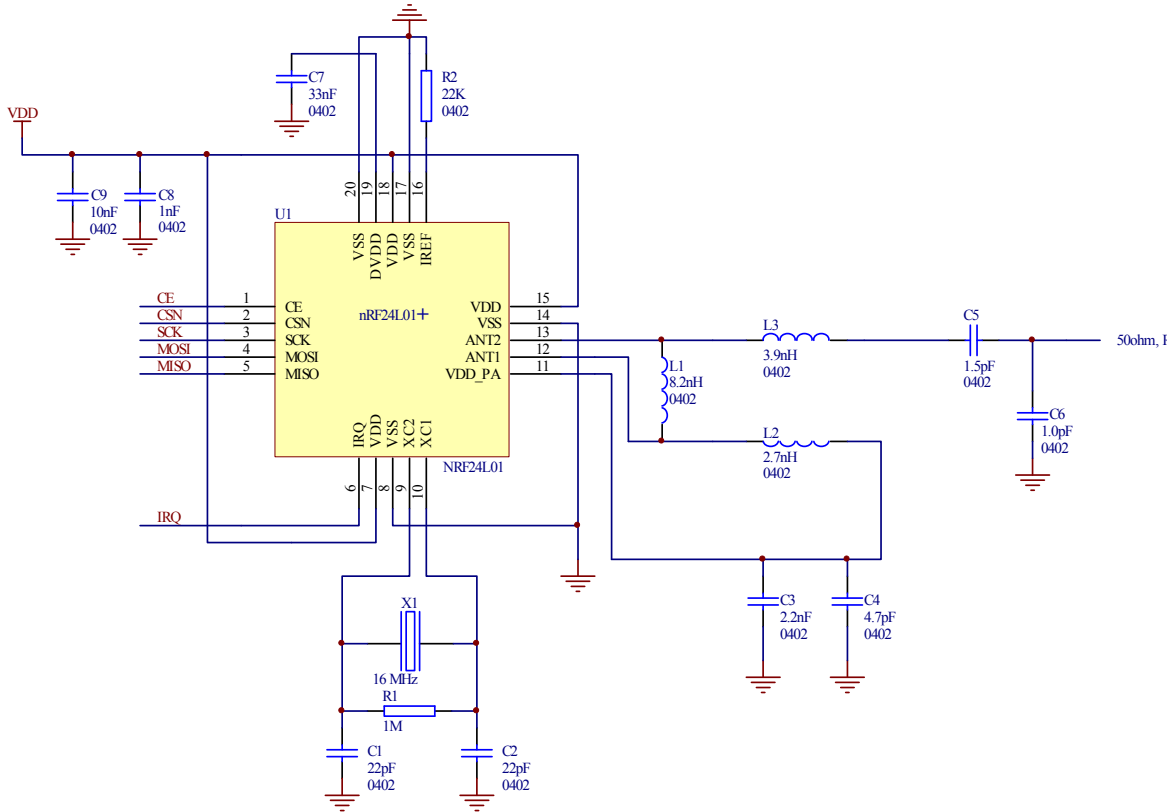 C7
33nF
0402
R2
22K
0402
VDD
C9
10nF
0402
C8
1nF
0402
20
19
18
17
16
U1
VSS
DVDD
VDD
VSS
IREF
CE
CSN
SCK
MOSI
MISO
1
2
3
4
5
CE
CSN
SCK
MOSI
MISO
nRF24L01+
VDD
VSS
ANT2
ANT1
VDD_PA
15
14
13
12
11
IRQ
VDD
VSS
XC2
XC1
NRF24L01
6
7
8
9
10
IRQ
L3
3.9nH
0402
L1
8.2nH
0402
L2
2.7nH
0402
C5
1.5pF
0402
50ohm,
C6
1.0pF
0402
C3
2.2nF
0402
C4
4.7pF
0402
X1
16 MHz
R1
1M
C1
22pF
0402
C2
22pF
0402